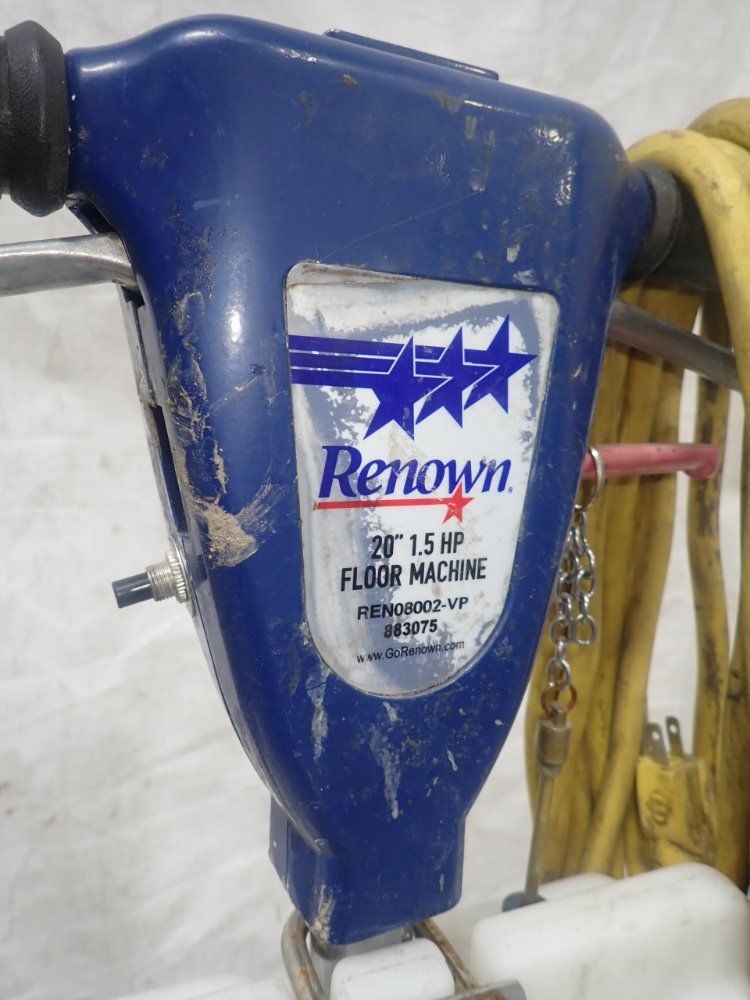 Renown®
20" 1.5 HP
FLOOR MACHINE
REN08002-VP
883075
www.GoRenown.com